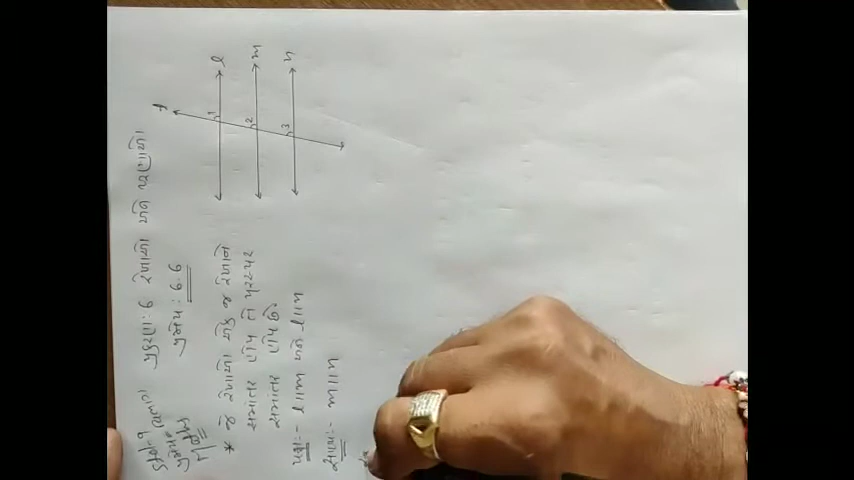 પ્રકરણ: 6 રેખાઓ અને ખૂણાઓ
પ્રમેય : 6.6
* જે રેખાઓ એક જ રેખાને
સમાંતર હોય તે પરસ્પર
સમાંતર હોય છે
પક્ષ:- l || m અને l || n
સાધ્ય:- m || n
t
l
m
n
1
2
3